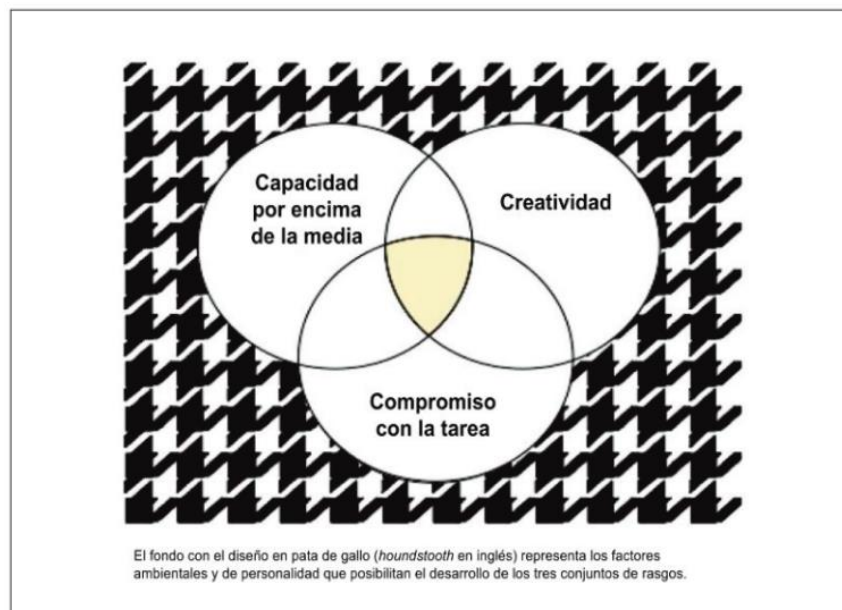 Capacidad
por encima
de la media
Creatividad
Compromiso
con la tarea
El fondo con el diseño en pata de gallo (houndstooth en inglés) representa los factores
ambientales y de personalidad que posibilitan el desarrollo de los tres conjuntos de rasgos.